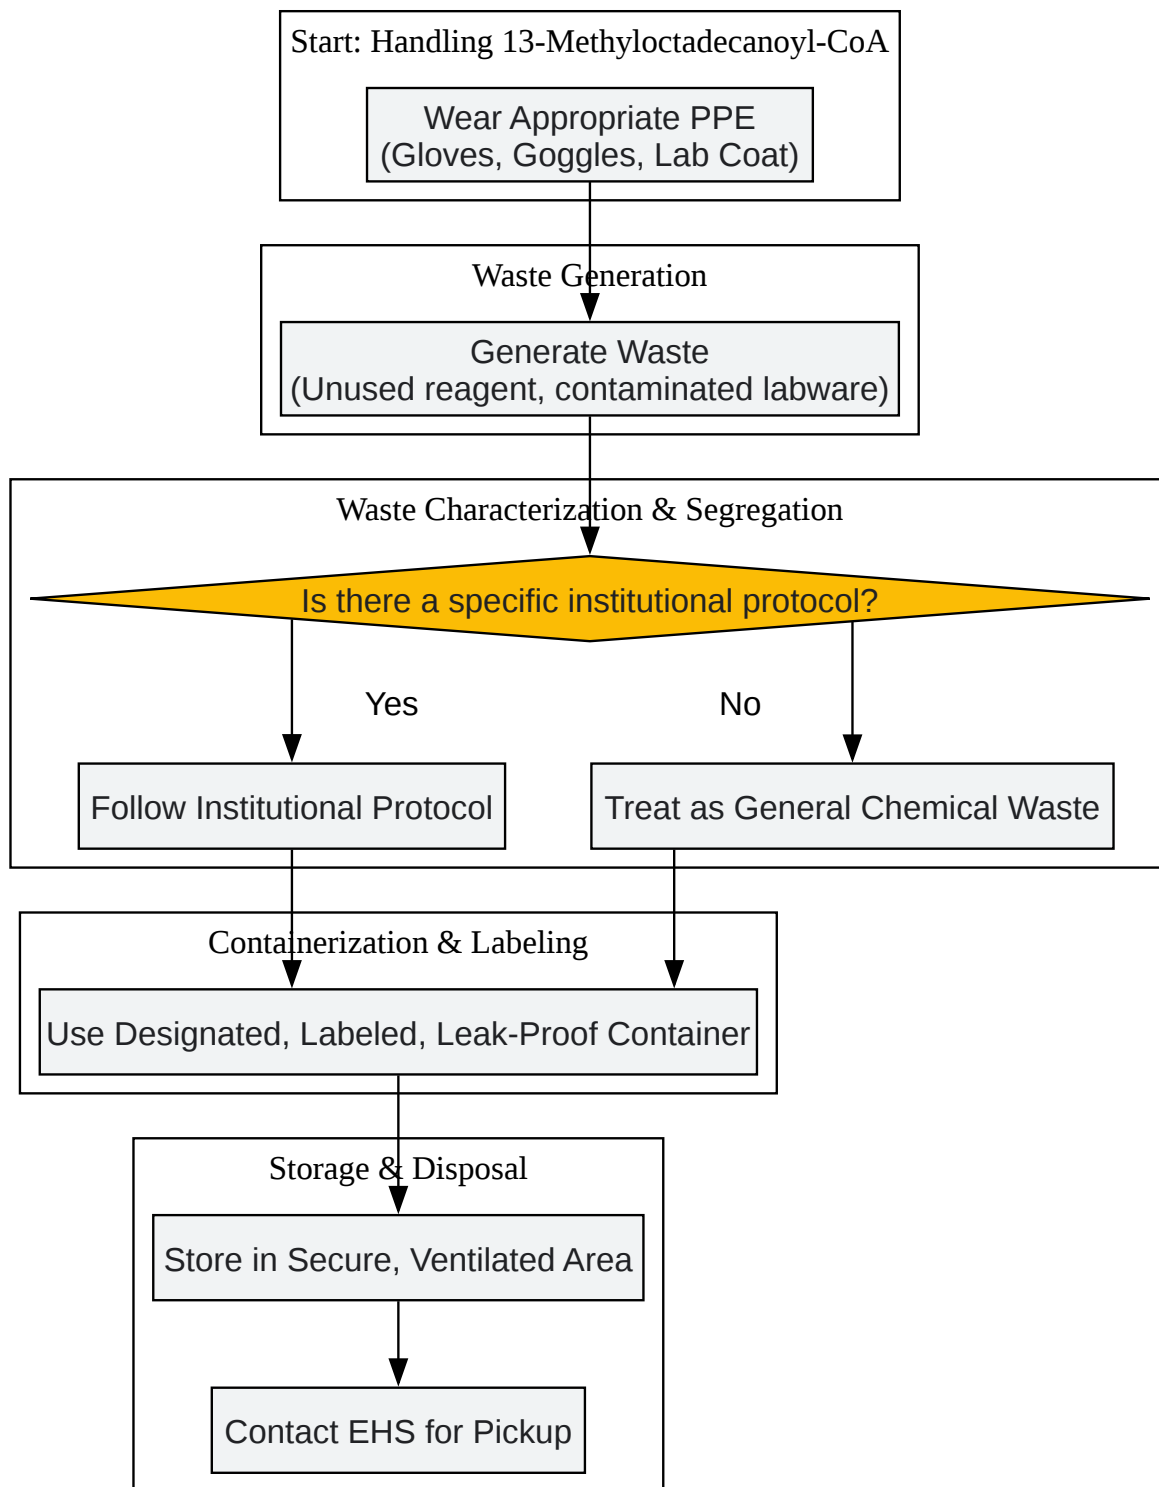 Start: Handling 13-Methyloctadecanoyl-CoA
Wear Appropriate PPE
(Gloves, Goggles, Lab Coat)
Waste Generation
Generate Waste
(Unused reagent, contaminated labware)
Waste Characterization & Segregation
Is there a specific institutional protocol?
Yes
No
Follow Institutional Protocol
Treat as General Chemical Waste
Containerization & Labeling
Use Designated, Labeled, Leak-Proof Container
Storage & Disposal
Store in Secure, Ventilated Area
Contact EHS for Pickup